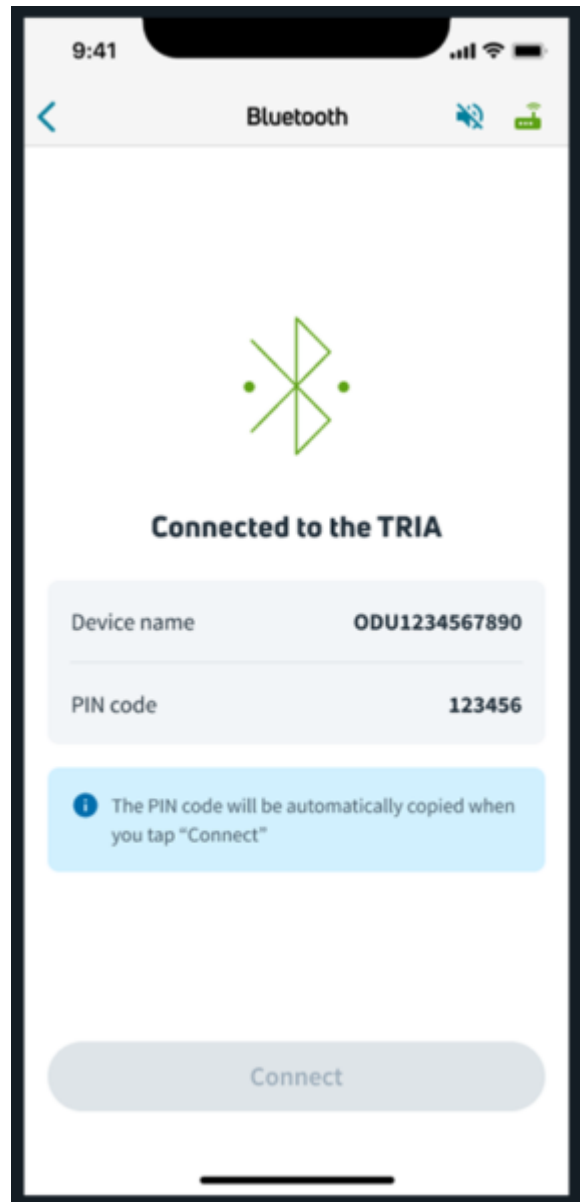 9:41
Bluetooth
Connected to the TRIA
Device name ODU1234567890
PIN code 123456
The PIN code will be automatically copied when
you tap “Connect”
Connect